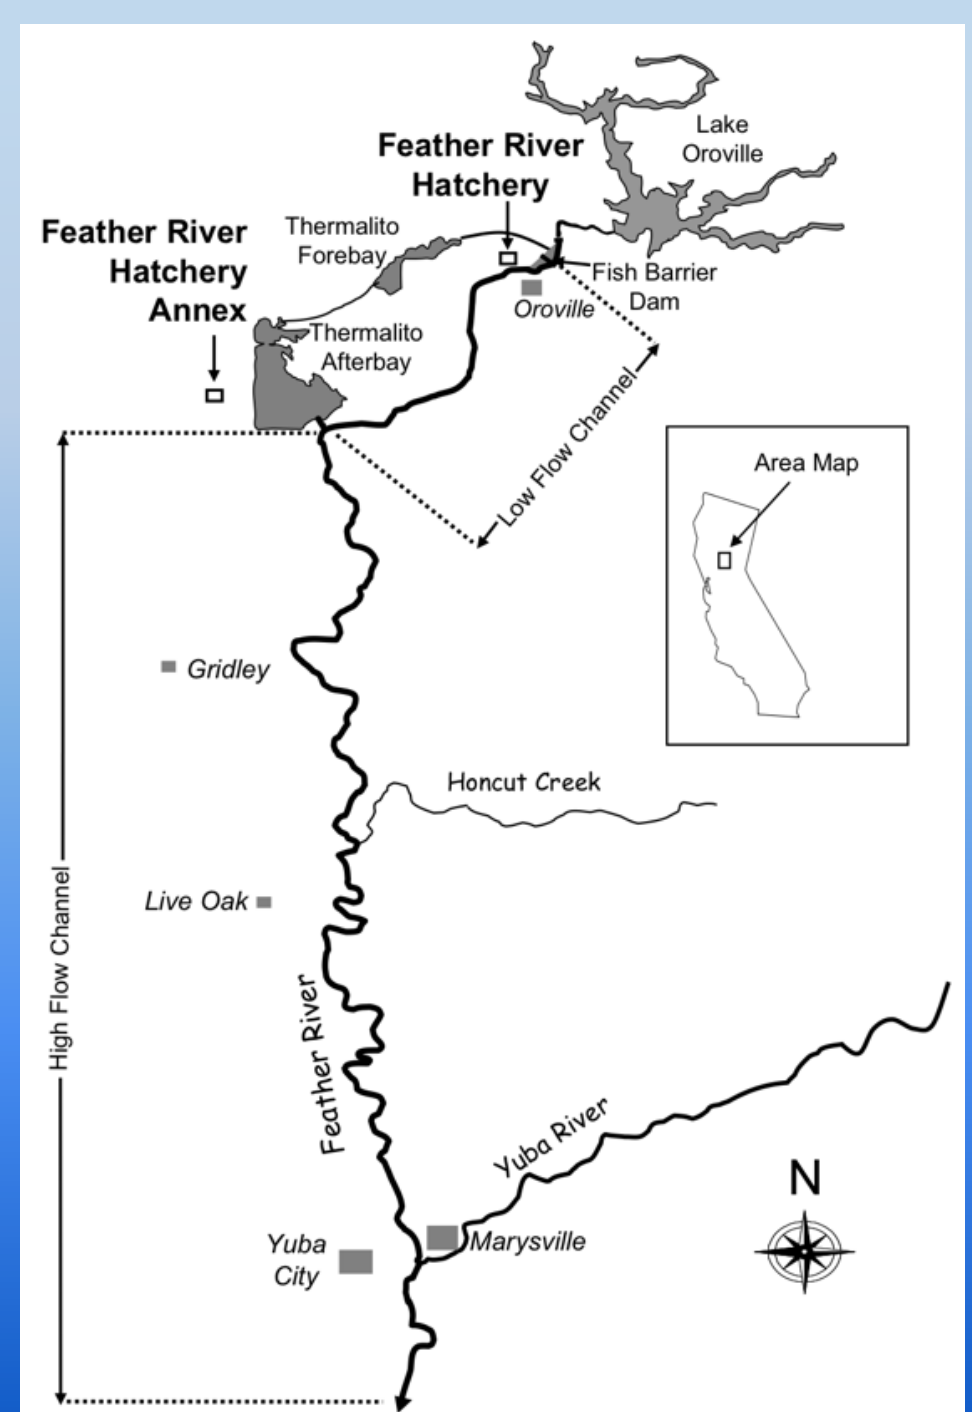 Lake
Oroville
Feather River
Hatchery
Thermalito
Forebay
Feather River
Hatchery
Annex
Fish Barrier
Dam
Oroville
Thermalito
Afterbay
Low Flow Channel
Area Map
Gridley
Honcut Creek
Live Oak
High Flow Channel
Feather River
Yuba River
N
Yuba
City
Marysville